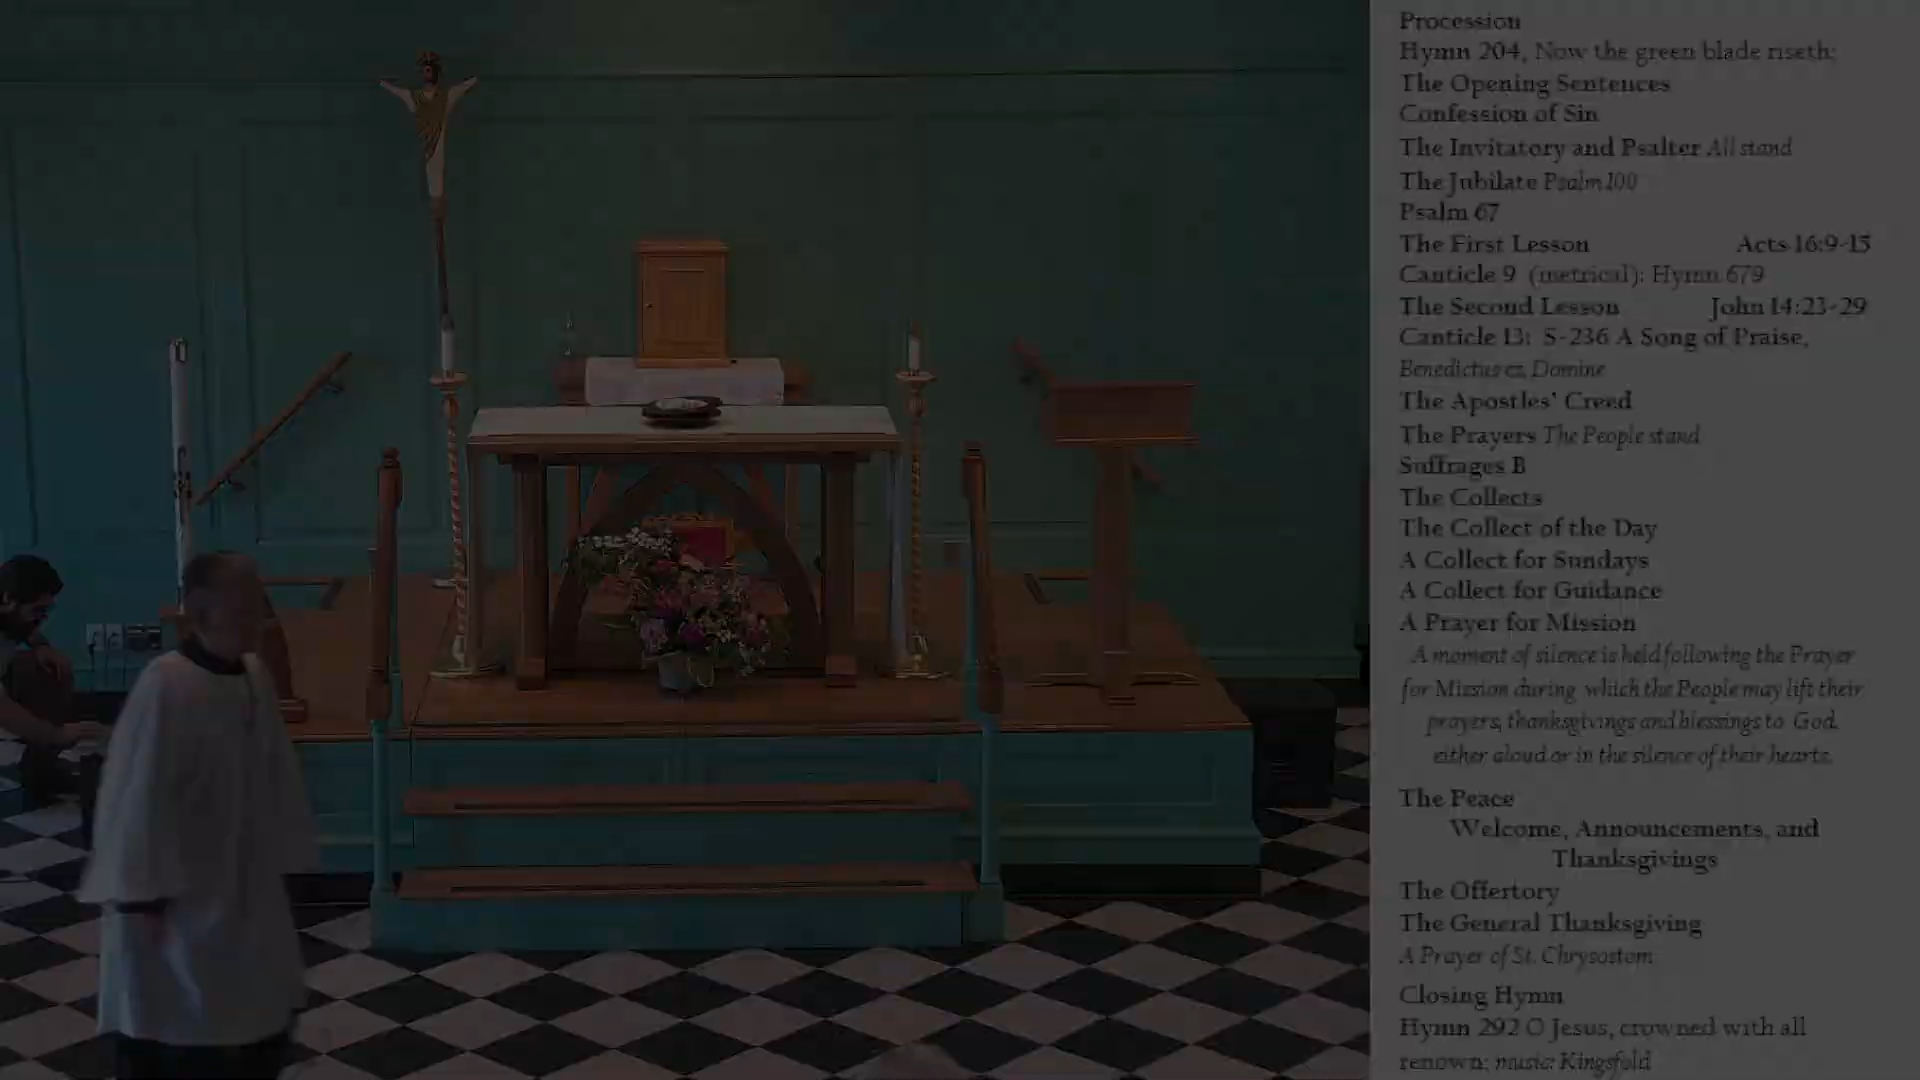 Procession
Hymn 204, Now the green blade riseth;
The Opening Sentences
Confession of Sin
The Invitatory and Psalter All stand
The Jubilate Psalm 100
Psalm 67
The First Lesson Acts 16:9-15
Canticle 9 (metrical): Hymn 679
The Second Lesson John 14:23-29
Canticle 13: S-236 A Song of Praise,
Benedictus es, Domine
The Apostles' Creed
The Prayers The People stand
Suffrages B
The Collects
The Collect of the Day
A Collect for Sundays
A Collect for Guidance
A Prayer for Mission
A moment of silence is held following the Prayer
for Mission during which the People may lift their
prayers, thanksgivings and blessings to God,
either aloud or in the silence of their hearts.
The Peace
Welcome, Announcements, and
Thanksgivings
The Offertory
The General Thanksgiving
A Prayer of St. Chrysostom
Closing Hymn
Hymn 292 O Jesus, crowned with all
renown; music: Kingsfold